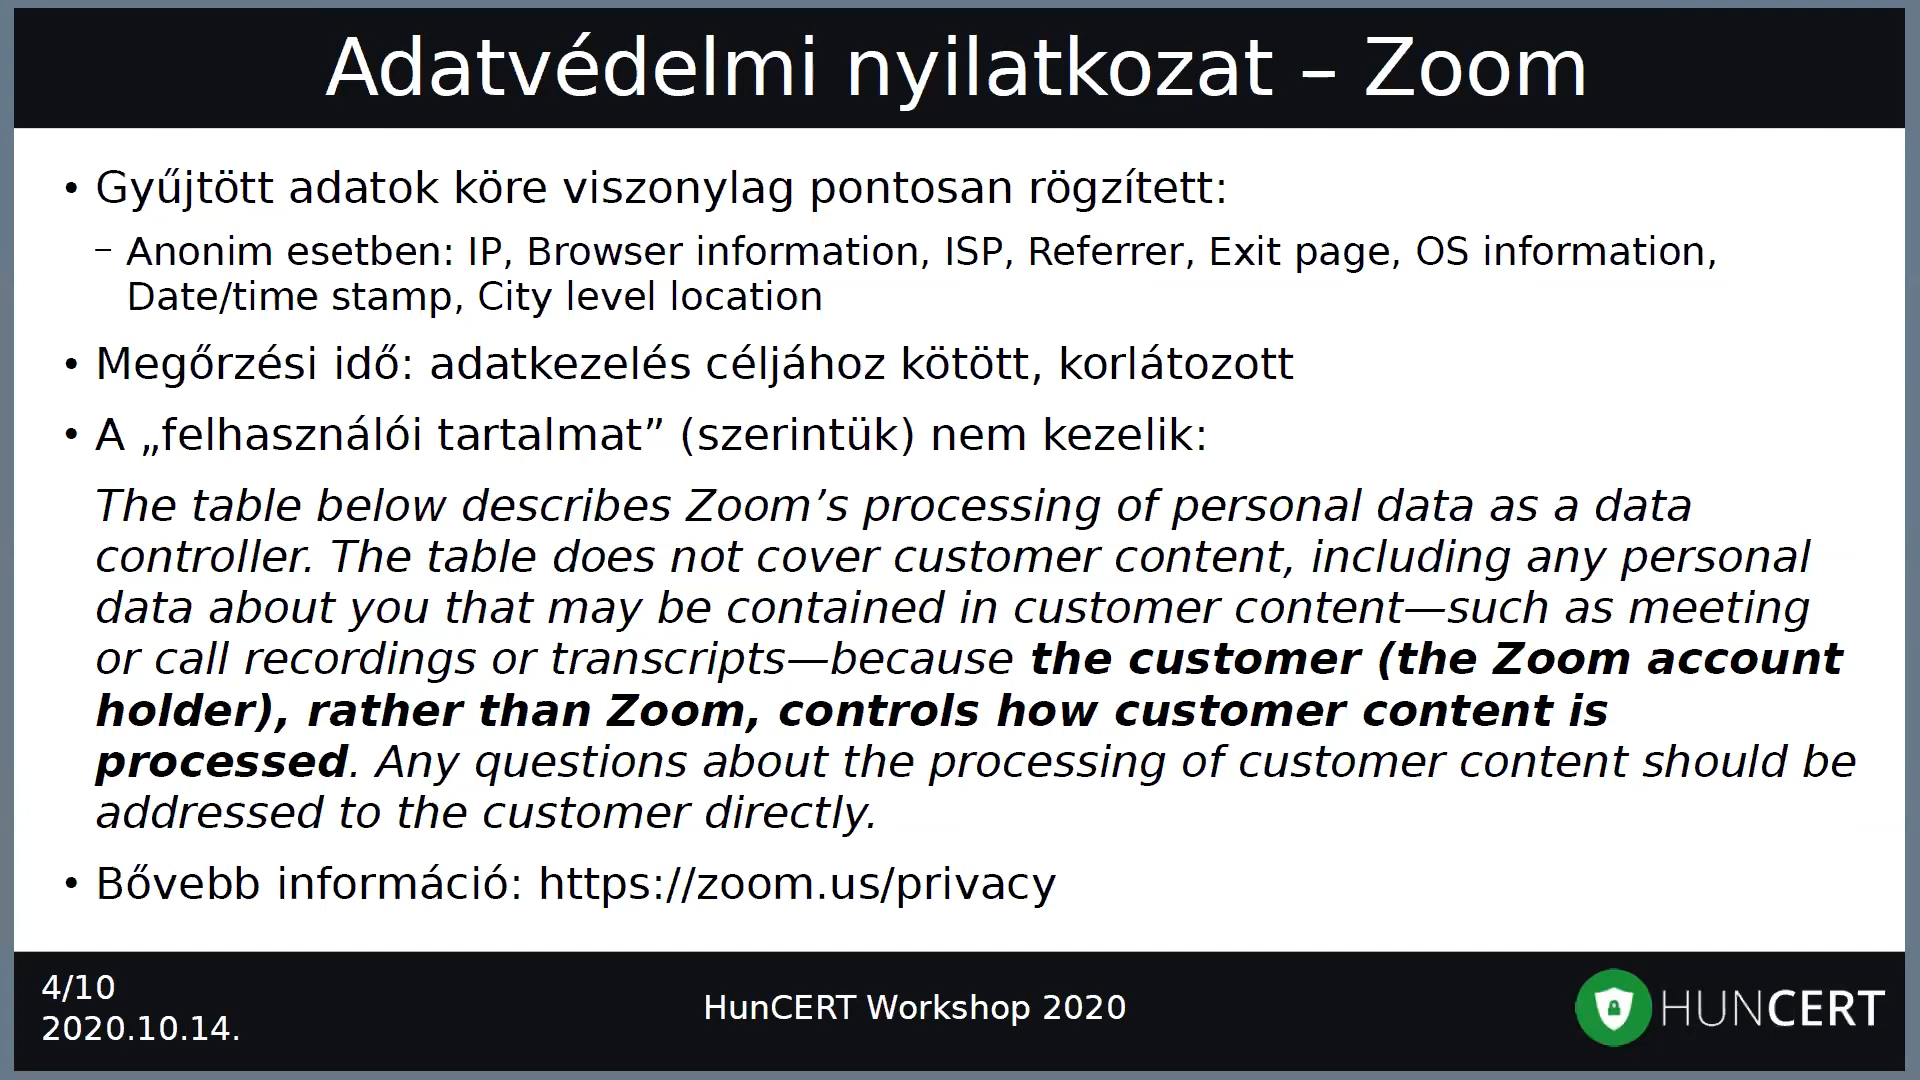 Adatvédelmi nyilatkozat – Zoom
• Gyűjtött adatok köre viszonylag pontosan rögzített:
– Anonim esetben: IP, Browser information, ISP, Referrer, Exit page, OS information,
Date/time stamp, City level location
• Megőrzési idő: adatkezelés céljához kötött, korlátozott
• A „felhasználói tartalmat” (szerintük) nem kezelik:
The table below describes Zoom’s processing of personal data as a data
controller. The table does not cover customer content, including any personal
data about you that may be contained in customer content—such as meeting
or call recordings or transcripts—because the customer (the Zoom account
holder), rather than Zoom, controls how customer content is
processed. Any questions about the processing of customer content should be
addressed to the customer directly.
• Bővebb információ: https://zoom.us/privacy
4/10
2020.10.14.
HunCERT Workshop 2020
HUNCERT